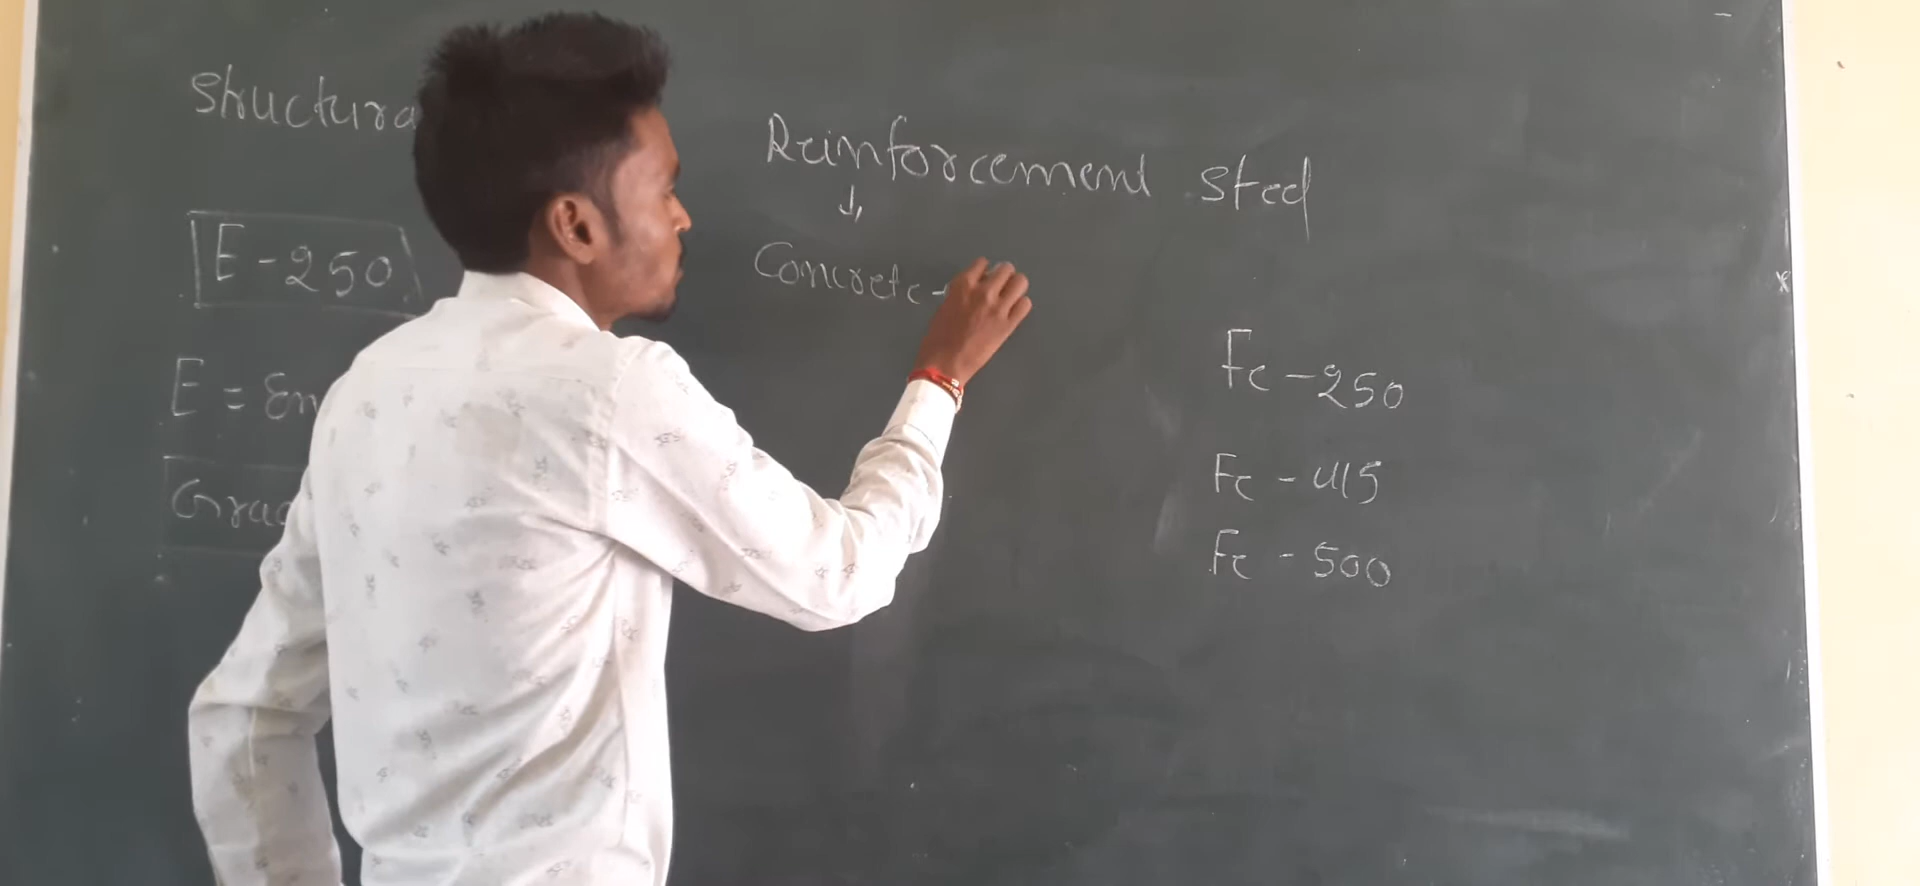 Structura
E-250
E =
Reinforcement Steel
↓
Concrete -
Fe - 250
Fe - 415
Fe - 500